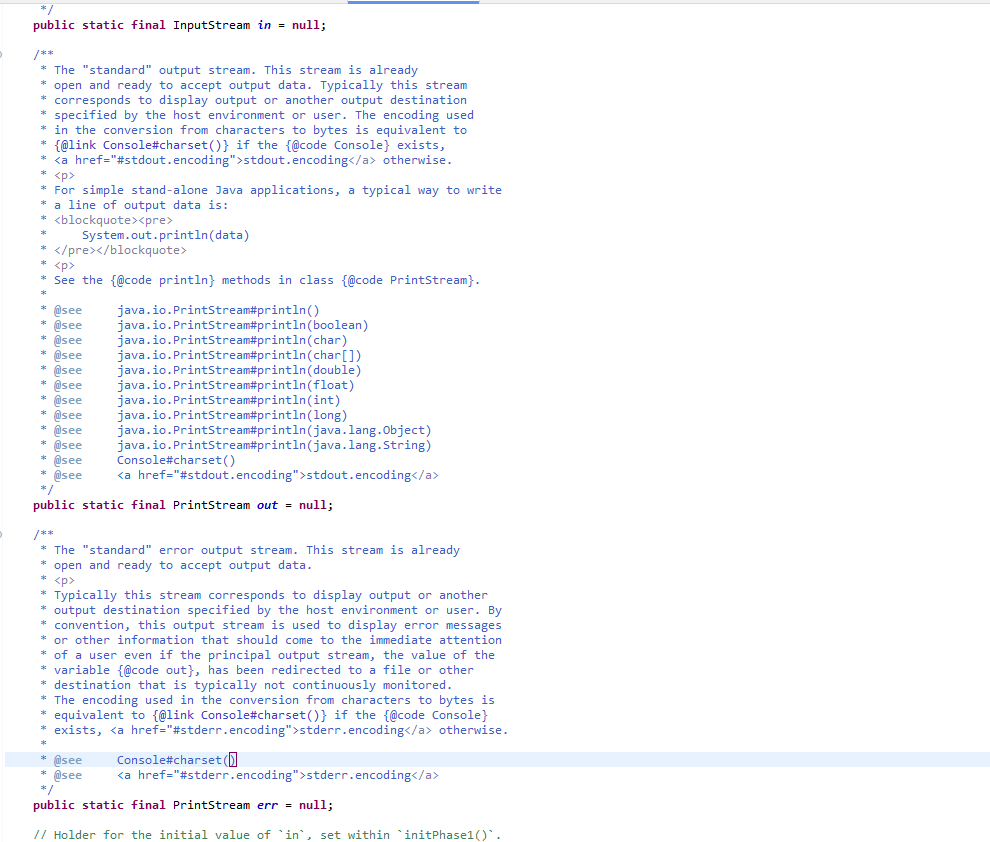 */
public static final InputStream in = null;
/**
* The "standard" output stream. This stream is already
* open and ready to accept output data. Typically this stream
* corresponds to display output or another output destination
* specified by the host environment or user. The encoding used
* in the conversion from characters to bytes is equivalent to
* {@link Console#charset()} if the {@code Console} exists,
* <a href="#stdout.encoding">stdout.encoding</a> otherwise.
* <p>
* For simple stand-alone Java applications, a typical way to write
* a line of output data is:
* <blockquote><pre>
*     System.out.println(data)
* </pre></blockquote>
* <p>
* See the {@code println} methods in class {@code PrintStream}.
*
* @see     java.io.PrintStream#println()
* @see     java.io.PrintStream#println(boolean)
* @see     java.io.PrintStream#println(char)
* @see     java.io.PrintStream#println(char[])
* @see     java.io.PrintStream#println(double)
* @see     java.io.PrintStream#println(float)
* @see     java.io.PrintStream#println(int)
* @see     java.io.PrintStream#println(long)
* @see     java.io.PrintStream#println(java.lang.Object)
* @see     java.io.PrintStream#println(java.lang.String)
* @see     Console#charset()
* @see     <a href="#stdout.encoding">stdout.encoding</a>
*/
public static final PrintStream out = null;
/**
* The "standard" error output stream. This stream is already
* open and ready to accept output data.
* <p>
* Typically this stream corresponds to display output or another
* output destination specified by the host environment or user. By
* convention, this output stream is used to display error messages
* or other information that should come to the immediate attention
* of a user even if the principal output stream, the value of the
* variable {@code out}, has been redirected to a file or other
* destination that is typically not continuously monitored.
* The encoding used in the conversion from characters to bytes is
* equivalent to {@link Console#charset()} if the {@code Console}
* exists, <a href="#stderr.encoding">stderr.encoding</a> otherwise.
*
* @see     Console#charset()
* @see     <a href="#stderr.encoding">stderr.encoding</a>
*/
public static final PrintStream err = null;
// Holder for the initial value of `in`, set within `initPhase1()`.